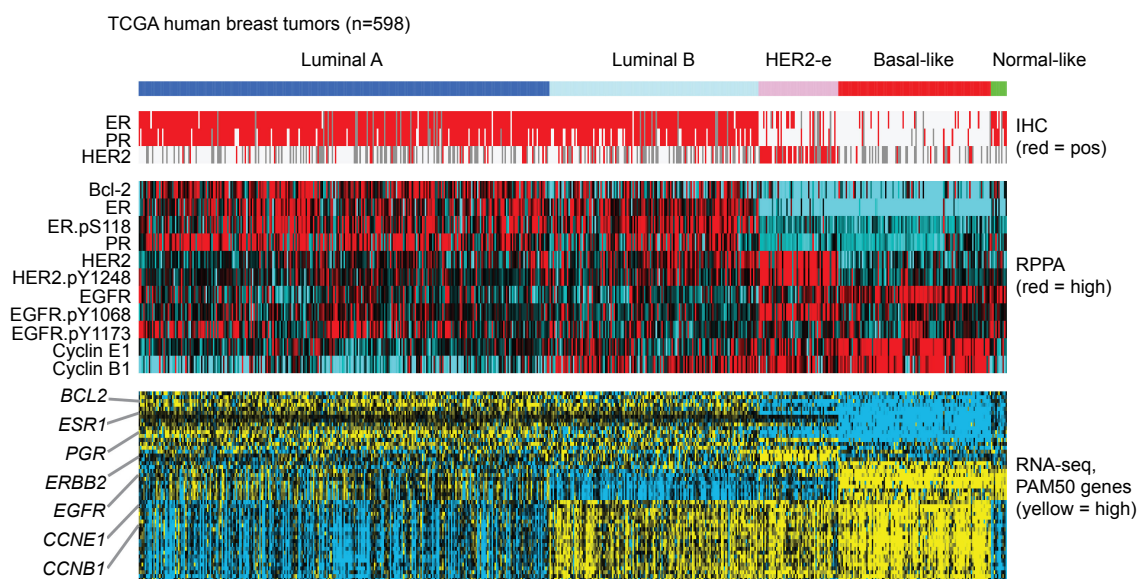 TCGA human breast tumors (n=598)
Luminal A
Luminal B
HER2-e
Basal-like
Normal-like
ER
PR
HER2
IHC
(red = pos)
Bcl-2
ER
ER.pS118
PR
HER2
HER2.pY1248
EGFR
EGFR.pY1068
EGFR.pY1173
Cyclin E1
Cyclin B1
RPPA
(red = high)
BCL2
ESR1
PGR
ERBB2
EGFR
CCNE1
CCNB1
RNA-seq,
PAM50 genes
(yellow = high)